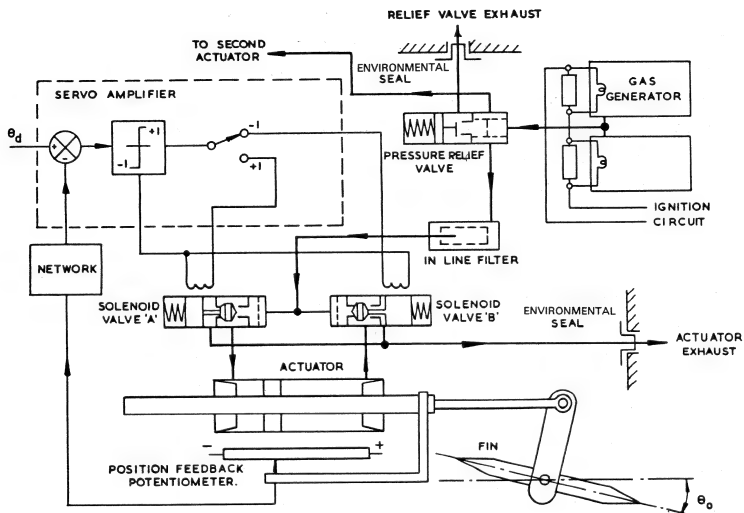 RELIEF VALVE EXHAUST
TO SECOND
ACTUATOR
ENVIRONMENTAL
SEAL
SERVO AMPLIFIER
GAS
GENERATOR
θd
+
-
+1
-1
-1
+1
PRESSURE RELIEF
VALVE
IGNITION
CIRCUIT
NETWORK
IN LINE FILTER
SOLENOID
VALVE 'A'
SOLENOID
VALVE 'B'
ENVIRONMENTAL
SEAL
ACTUATOR
EXHAUST
ACTUATOR
-
+
POSITION FEEDBACK
POTENTIOMETER.
FIN
θo